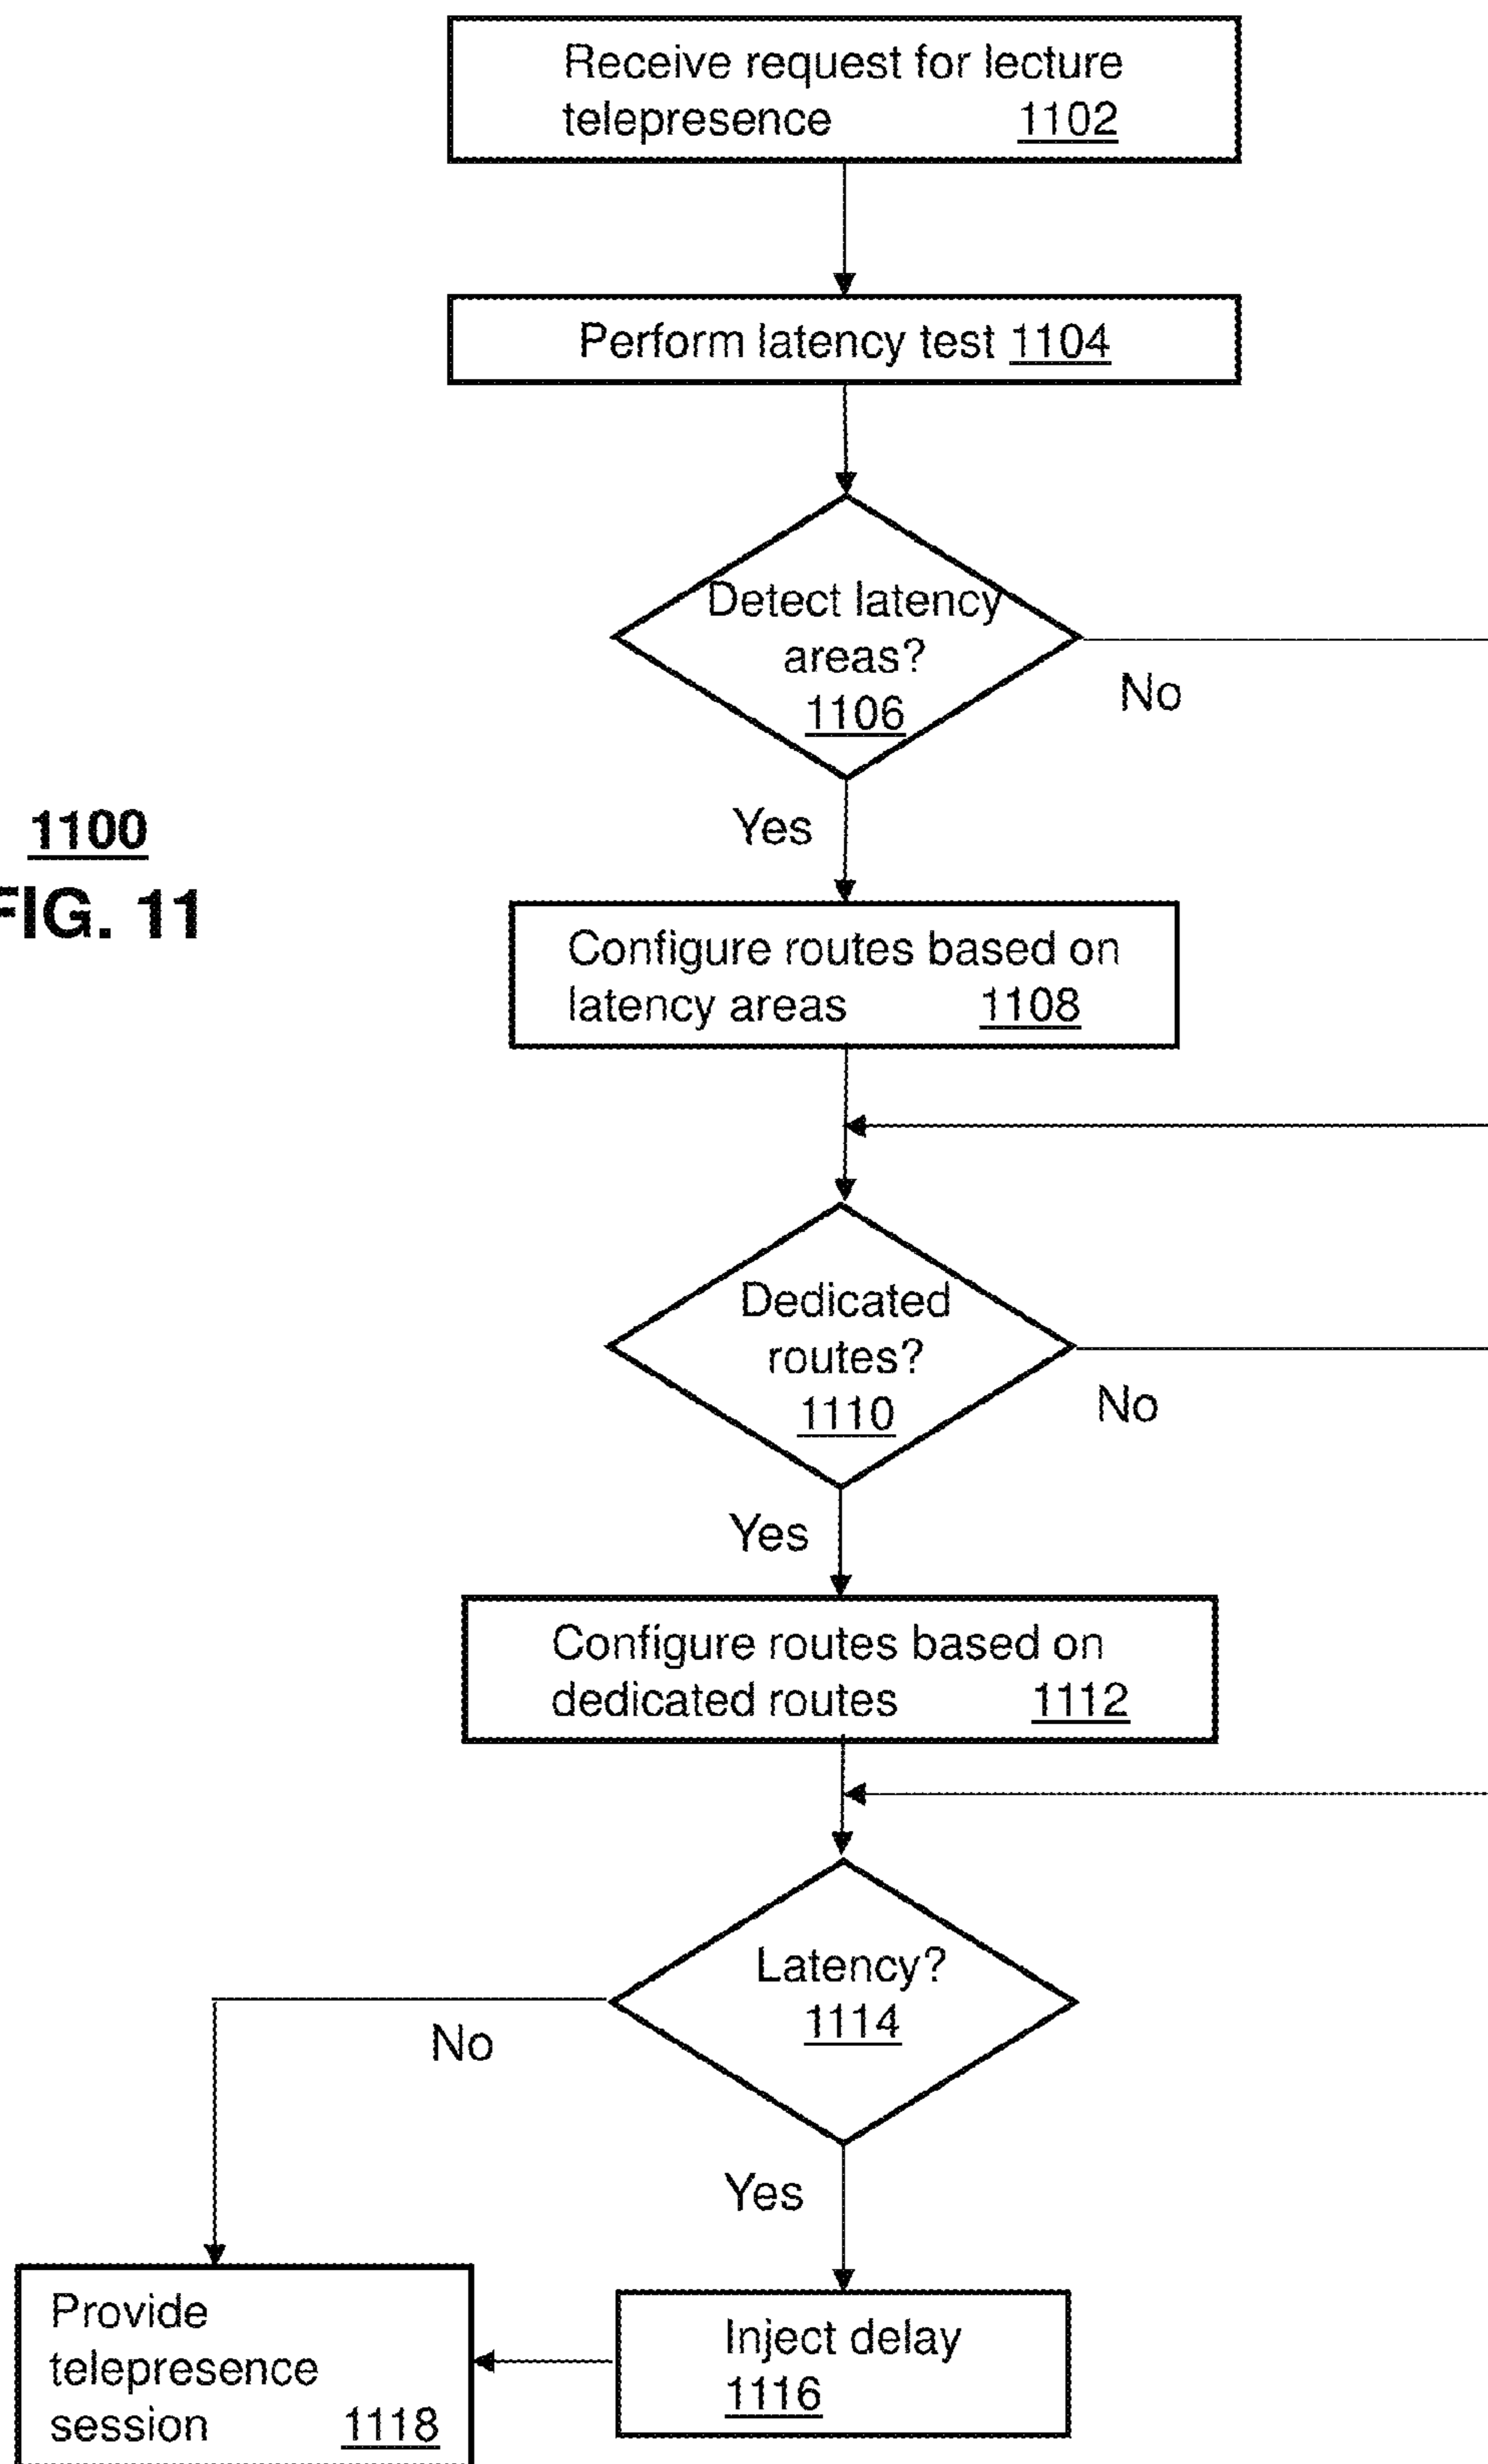 Receive request for lecture
telepresence 1102
Perform latency test 1104
Detect latency
areas?
1106
No
Yes
1100
FIG. 11
Configure routes based on
latency areas 1108
Dedicated
routes?
1110
No
Yes
Configure routes based on
dedicated routes 1112
Latency?
1114
No
Yes
Provide
telepresence
session 1118
Inject delay
1116